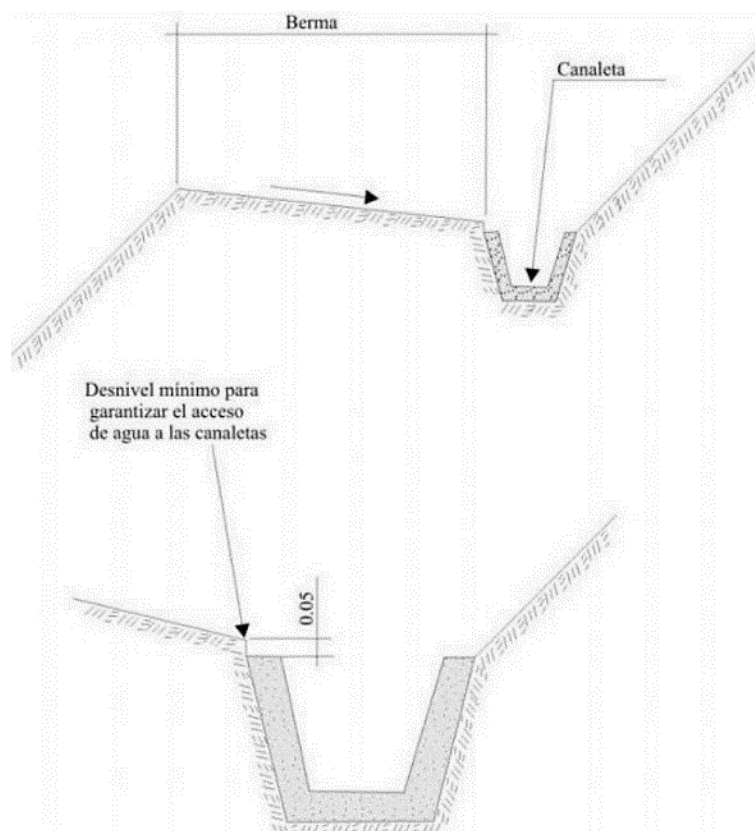 Berma
Canaleta
Desnivel mínimo para
garantizar el acceso
de agua a las canaletas
0.05